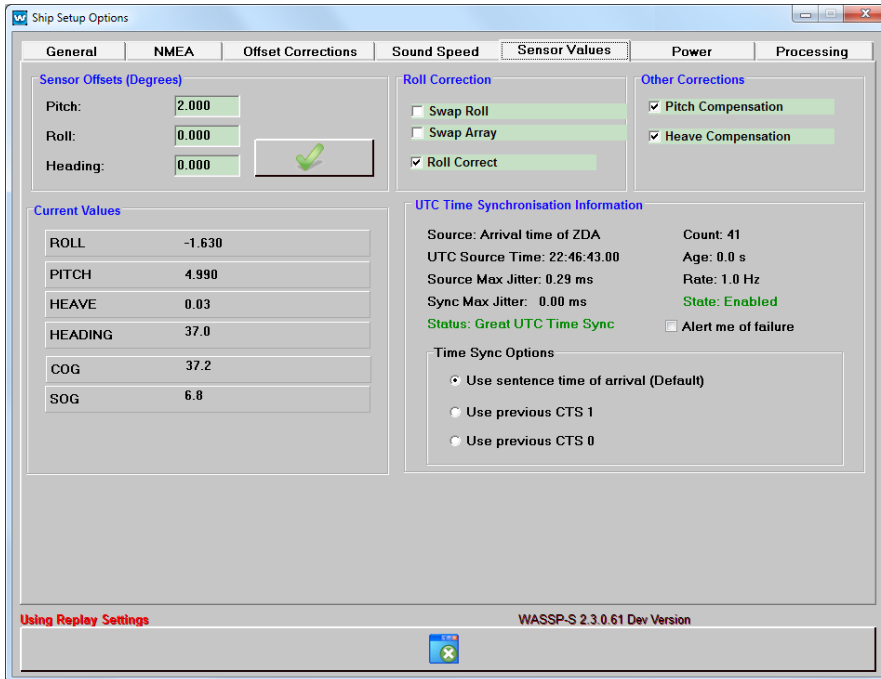 Ship Setup Options
General NMEA Offset Corrections Sound Speed Sensor Values Power Processing
Sensor Offsets (Degrees)
Pitch: 2.000
Roll: 0.000
Heading: 0.000
Roll Correction
Swap Roll
Swap Array
Roll Correct
Other Corrections
Pitch Compensation
Heave Compensation
Current Values
ROLL -1.630
PITCH 4.990
HEAVE 0.03
HEADING 37.0
COG 37.2
SOG 6.8
UTC Time Synchronisation Information
Source: Arrival time of ZDA Count: 41
UTC Source Time: 22:46:43.00 Age: 0.0 s
Source Max Jitter: 0.29 ms Rate: 1.0 Hz
Sync Max Jitter: 0.00 ms State: Enabled
Status: Great UTC Time Sync Alert me of failure
Time Sync Options
Use sentence time of arrival (Default)
Use previous CTS 1
Use previous CTS 0
Using Replay Settings WASSP-S 2.3.0.61 Dev Version